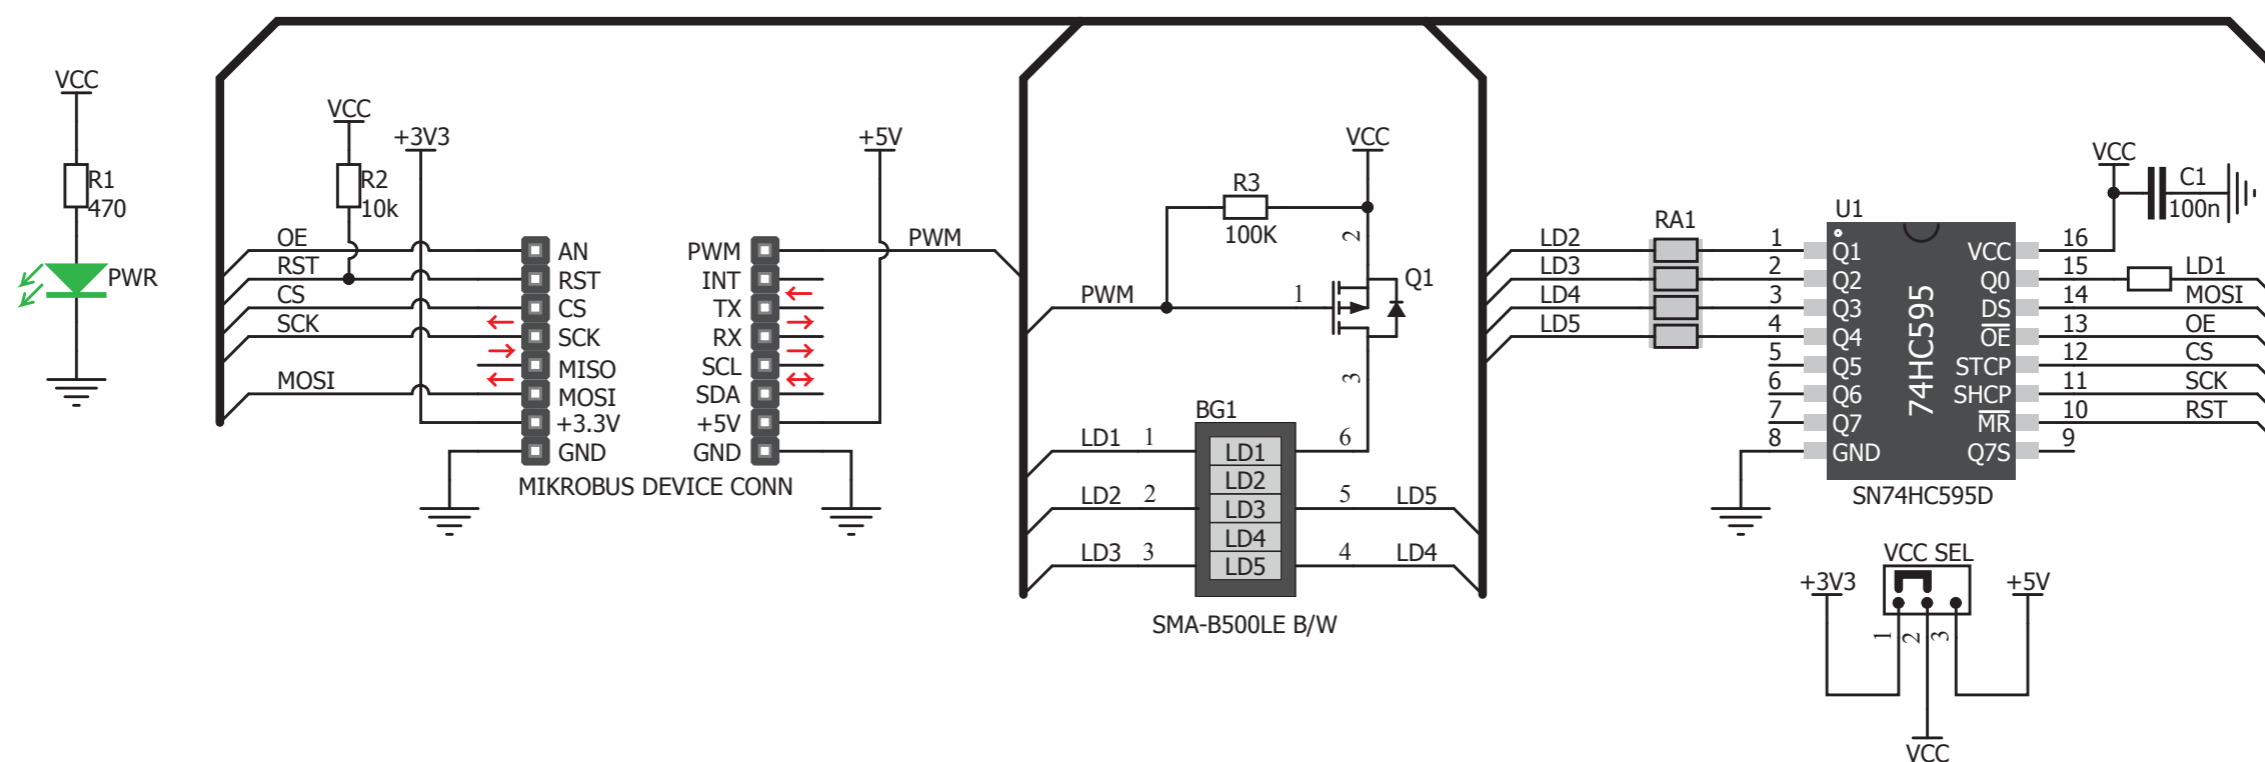 VCC
R1
470
PWR
VCC
+3V3
R2
10k
OE
RST
CS
SCK
MOSI
AN
RST
CS
SCK
MISO
MOSI
+3.3V
GND
PWM
INT
TX
RX
SCL
SDA
+5V
GND
MIKROBUS DEVICE CONN
+5V
PWM
VCC
R3
100K
2
PWM
1
Q1
3
BG1
LD1 1
LD2 2
LD3 3
LD1
LD2
LD3
LD4
LD5
6
5 LD5
4 LD4
SMA-B500LE B/W
LD2
LD3
LD4
LD5
RA1
U1
1
2
3
4
5
6
7
8
Q1
Q2
Q3
Q4
Q5
Q6
Q7
GND
74HC595
VCC
Q0
DS
OE
STCP
SHCP
MR
Q7S
SN74HC595D
VCC
C1
100n
16
15 LD1
14 MOSI
13 OE
12 CS
11 SCK
10 RST
9
VCC SEL
+3V3
+5V
1
2
3
VCC